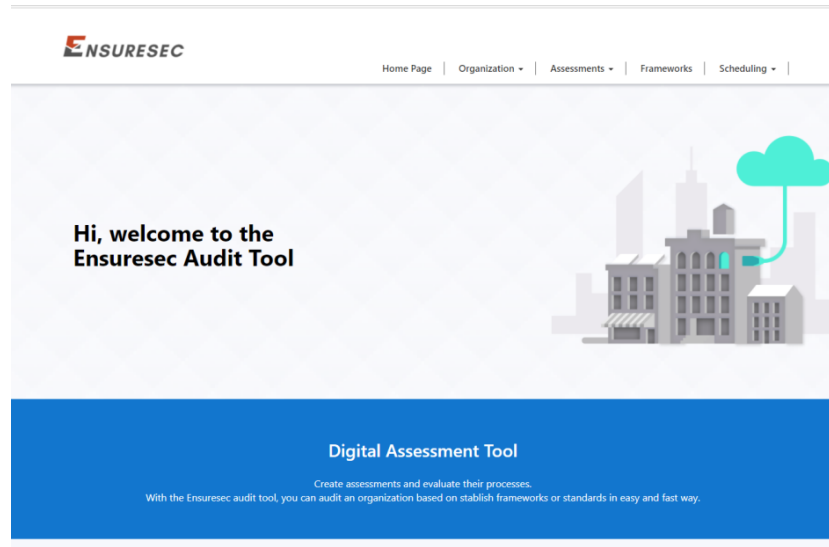 ENSURESEC
Home Page | Organization | Assessments | Frameworks | Scheduling |
Hi, welcome to the
Ensuresec Audit Tool
Digital Assessment Tool
Create assessments and evaluate their processes.
With the Ensuresec audit tool, you can audit an organization based on stablish frameworks or standards in easy and fast way.